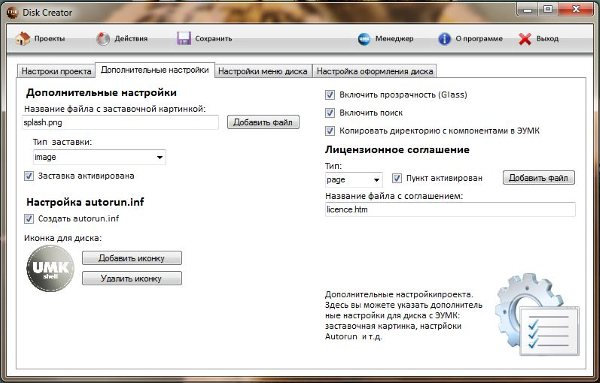 Disk Creator
Проекты
Действия
Сохранить
Менеджер
О программе
Выход
Настроки проекта
Дополнительные настройки
Настройки меню диска
Настройка оформления диска
Дополнительные настройки
Название файла с заставочной картинкой:
splash.png
Добавить файл
Тип заставки:
image
Заставка активирована
Настройка autorun.inf
Создать autorun.inf
Иконка для диска:
UMK
shell
Добавить иконку
Удалить иконку
Включить прозрачность (Glass)
Включить поиск
Копировать директорию с компонентами в ЭУМК
Лицензионное соглашение
Тип:
page
Пункт активирован
Добавить файл
Название файла с соглашением:
licence.htm
Дополнительные настройкипроекта.
Здесь вы можете указать дополнитель
ные настройки для диска с ЭУМК:
заставочная картинка, настрйоки
Autorun и т.д.